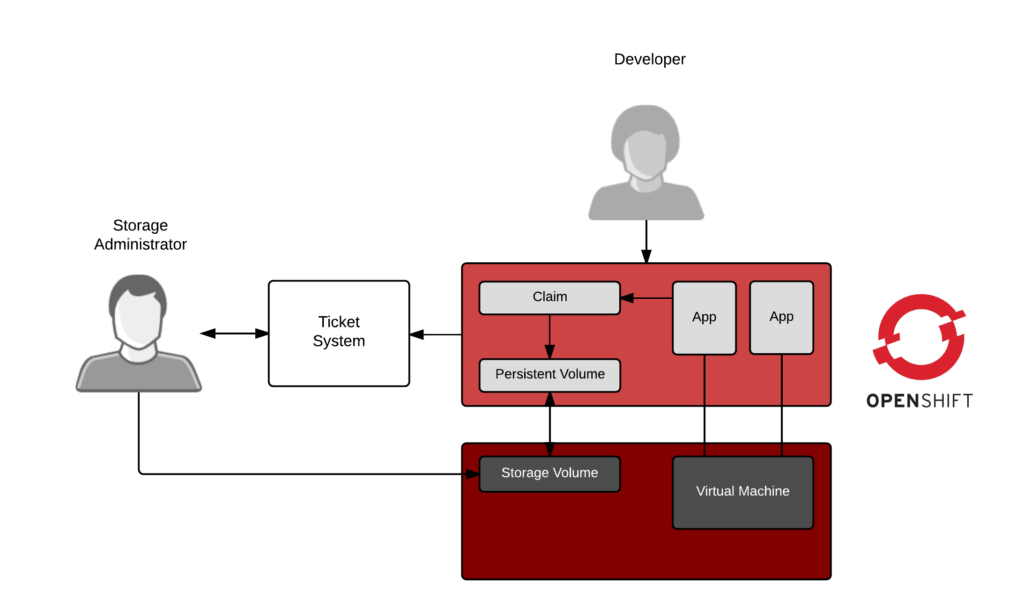 Developer
Storage
Administrator
Ticket
System
Claim
App
App
Persistent Volume
OPENSHIFT
Storage Volume
Virtual Machine